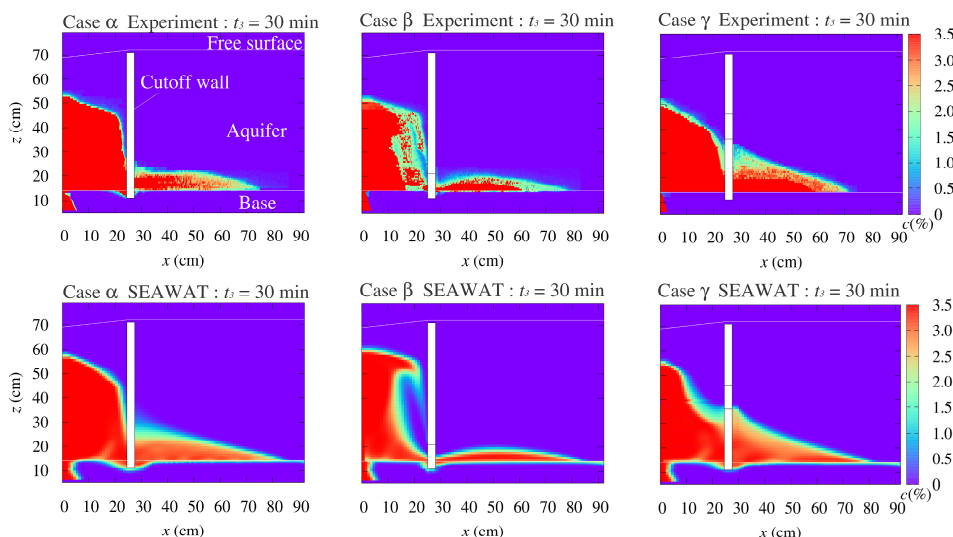 Case α Experiment : t₃ = 30 min
Case β Experiment : t₃ = 30 min
Case γ Experiment : t₃ = 30 min
70
60
50
40
30
20
10
z (cm)
Free surface
Cutoff wall
Aquifer
Base
0 10 20 30 40 50 60 70 80 90
x (cm)
0 10 20 30 40 50 60 70 80 90
x (cm)
0 10 20 30 40 50 60 70 80 90
x (cm)
3.5
3.0
2.5
2.0
1.5
1.0
0.5
0
c(%)
Case α SEAWAT : t₃ = 30 min
Case β SEAWAT : t₃ = 30 min
Case γ SEAWAT : t₃ = 30 min
70
60
50
40
30
20
10
z (cm)
0 10 20 30 40 50 60 70 80 90
x (cm)
0 10 20 30 40 50 60 70 80 90
x (cm)
0 10 20 30 40 50 60 70 80 90
x (cm)
3.5
3.0
2.5
2.0
1.5
1.0
0.5
0
c(%)